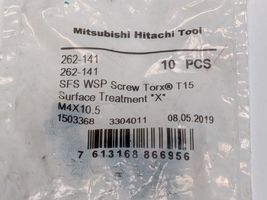 Mitsubishi Hitachi Tool
262-141 10 PCS
262-141
SFS WSP Screw Torx® T15
Surface Treatment "X"
M4X10.5
1503368 3304011 08.05.2019
7 613168 866956